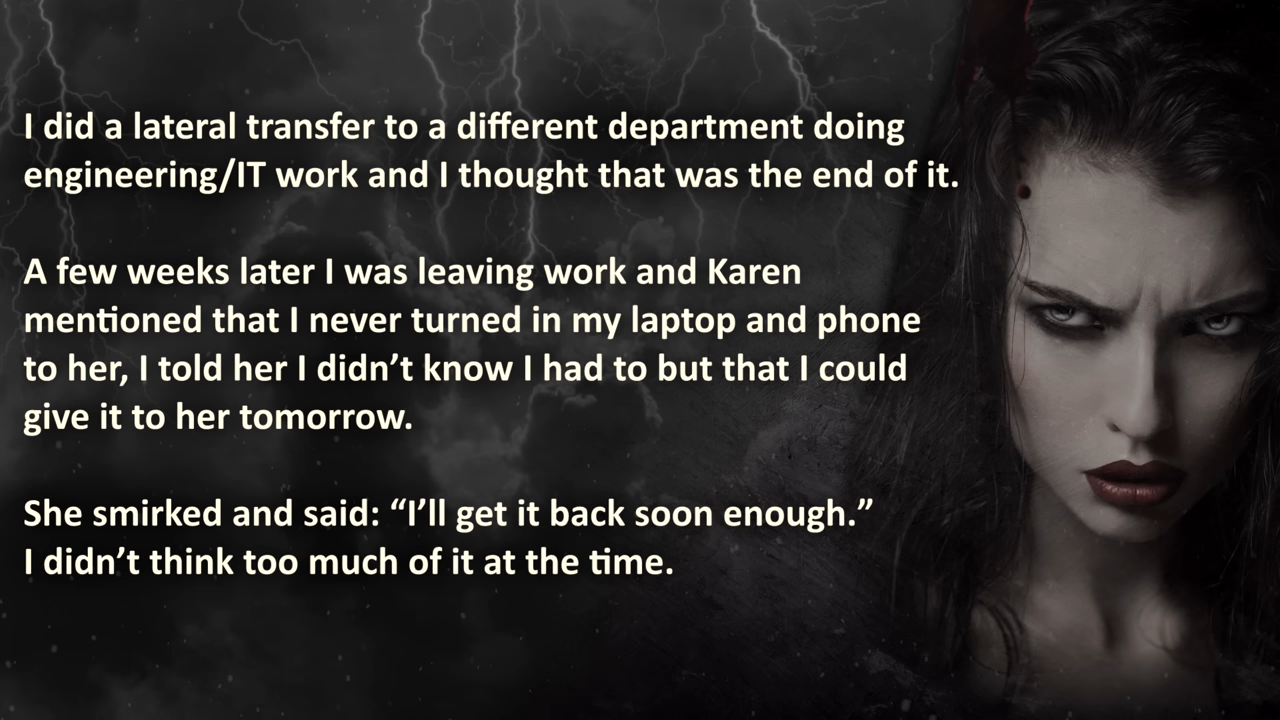 I did a lateral transfer to a different department doing
engineering/IT work and I thought that was the end of it.
A few weeks later I was leaving work and Karen
mentioned that I never turned in my laptop and phone
to her, I told her I didn’t know I had to but that I could
give it to her tomorrow.
She smirked and said: “I’ll get it back soon enough.”
I didn’t think too much of it at the time.